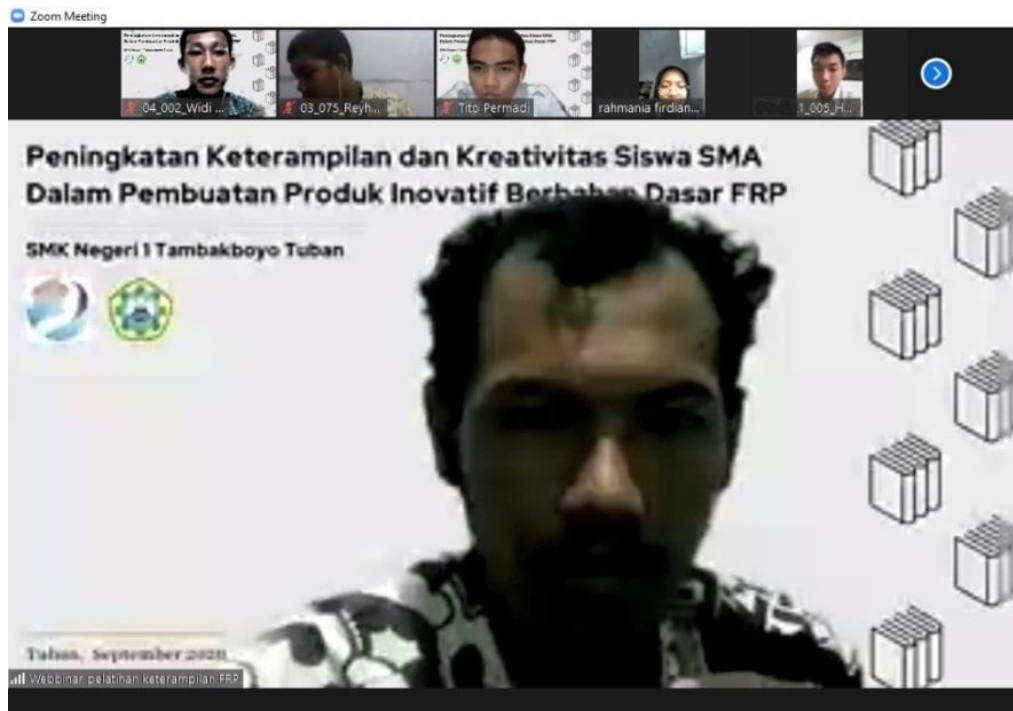 Zoom Meeting
04_002_Widi ...
03_075_Reyh...
Tito Permadi
rahmania firdian...
1_005_H...
Peningkatan Keterampilan dan Kreativitas Siswa SMA
Dalam Pembuatan Produk Inovatif Berbahan Dasar FRP
SMK Negeri 1 Tambakboyo Tuban
Tuban, September 2020
Webbinar pelatihan keterampilan FRP